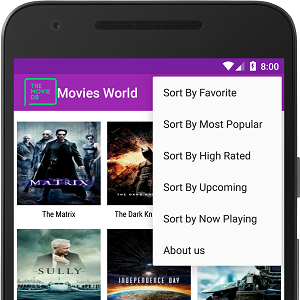 8:00
THE
MOVIE
DB
Movies World
Sort By Favorite
Sort By Most Popular
Sort By High Rated
Sort By Upcoming
Sort by Now Playing
About us
MATRIX
The Matrix
The Dark Kn
SULLY
INDEPENDENCE DAY